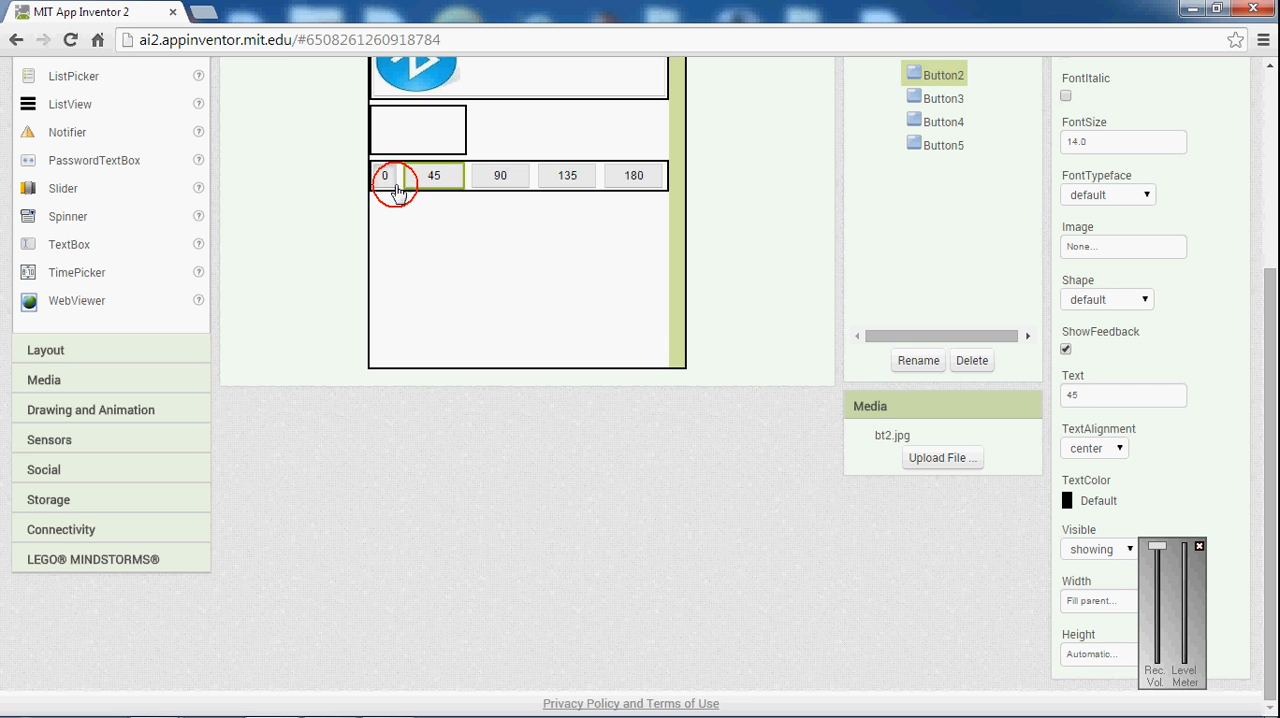 MIT App Inventor 2
ai2.appinventor.mit.edu/#6508261260918784
ListPicker
ListView
Notifier
PasswordTextBox
Slider
Spinner
TextBox
TimePicker
WebViewer
Layout
Media
Drawing and Animation
Sensors
Social
Storage
Connectivity
LEGO® MINDSTORMS®
0 45 90 135 180
Button2
Button3
Button4
Button5
Rename Delete
Media
bt2.jpg
Upload File ...
FontItalic
FontSize
14.0
FontTypeface
default
Image
None...
Shape
default
ShowFeedback
Text
45
TextAlignment
center
TextColor
Default
Visible
showing
Width
Fill parent...
Height
Automatic...
Rec. Level
Vol. Meter
Privacy Policy and Terms of Use